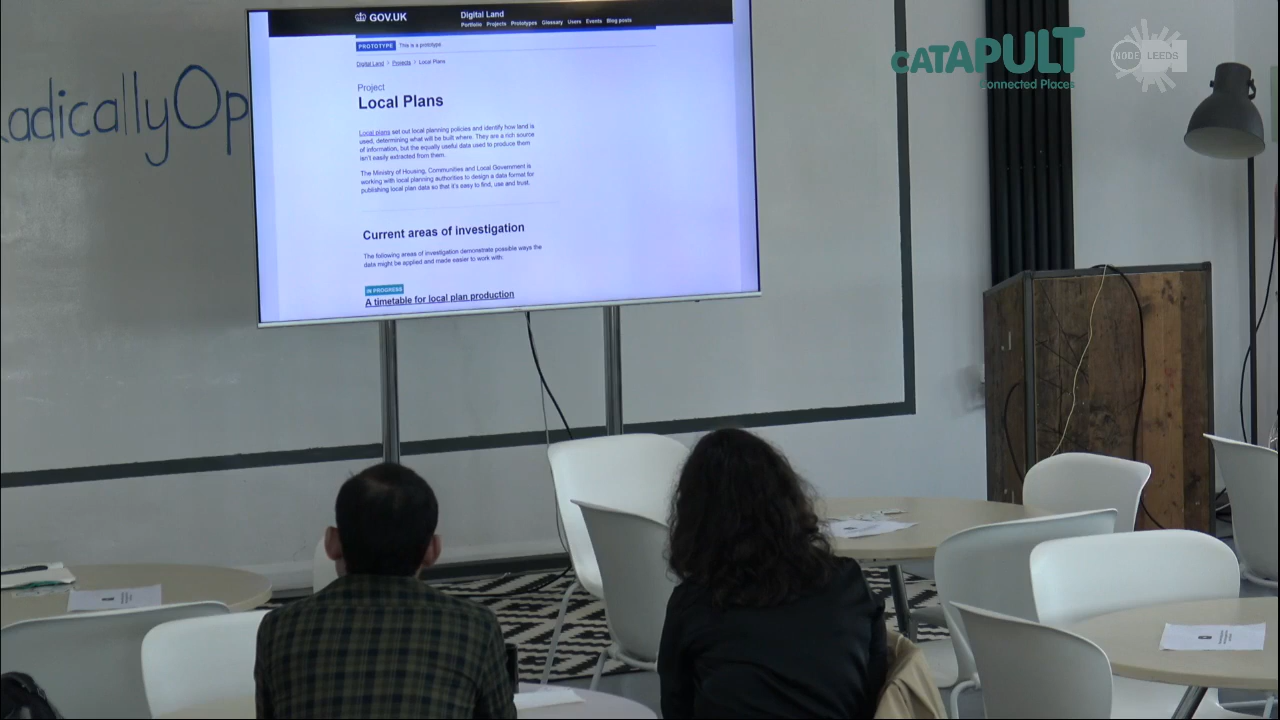 GOV.UK
Digital Land
Portfolio Projects Prototypes Glossary Users Events Blog posts
PROTOTYPE This is a prototype.
Digital Land > Projects > Local Plans
Project
Local Plans
Local plans set out local planning policies and identify how land is
used, determining what will be built where. They are a rich source
of information, but the equally useful data used to produce them
isn't easily extracted from them.
The Ministry of Housing, Communities and Local Government is
working with local planning authorities to design a data format for
publishing local plan data so that it's easy to find, use and trust.
Current areas of investigation
The following areas of investigation demonstrate possible ways the
data might be applied and made easier to work with.
IN PROGRESS
A timetable for local plan production
adicallyOp
CATAPULT
Connected Places
NODE LEEDS